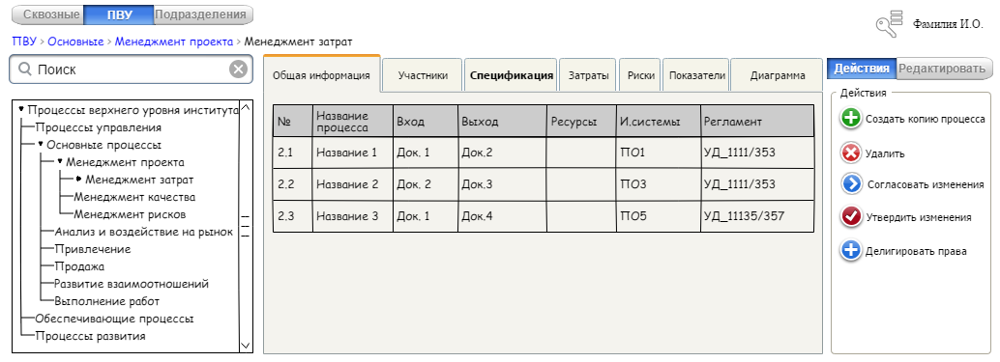 Сквозные ПВУ Подразделения
Фамилия И.О.
ПВУ > Основные > Менеджмент проекта > Менеджмент затрат
Поиск
Общая информация Участники Спецификация Затраты Риски Показатели Диаграмма
Действия Редактировать
Процессы верхнего уровня института
Процессы управления
Основные процессы
Менеджмент проекта
Менеджмент затрат
Менеджмент качества
Менеджмент рисков
Анализ и воздействие на рынок
Привлечение
Продажа
Развитие взаимоотношений
Выполнение работ
Обеспечивающие процессы
Процессы развития
№ Название процесса Вход Выход Ресурсы И.системы Регламент
2.1 Название 1 Док. 1 Док.2 ПО1 УД_1111/353
2.2 Название 2 Док. 2 Док.3 ПО3 УД_1111/353
2.3 Название 3 Док. 1 Док.4 ПО5 УД_11135/357
Действия
Создать копию процесса
Удалить
Согласовать изменения
Утвердить изменения
Делигировать права